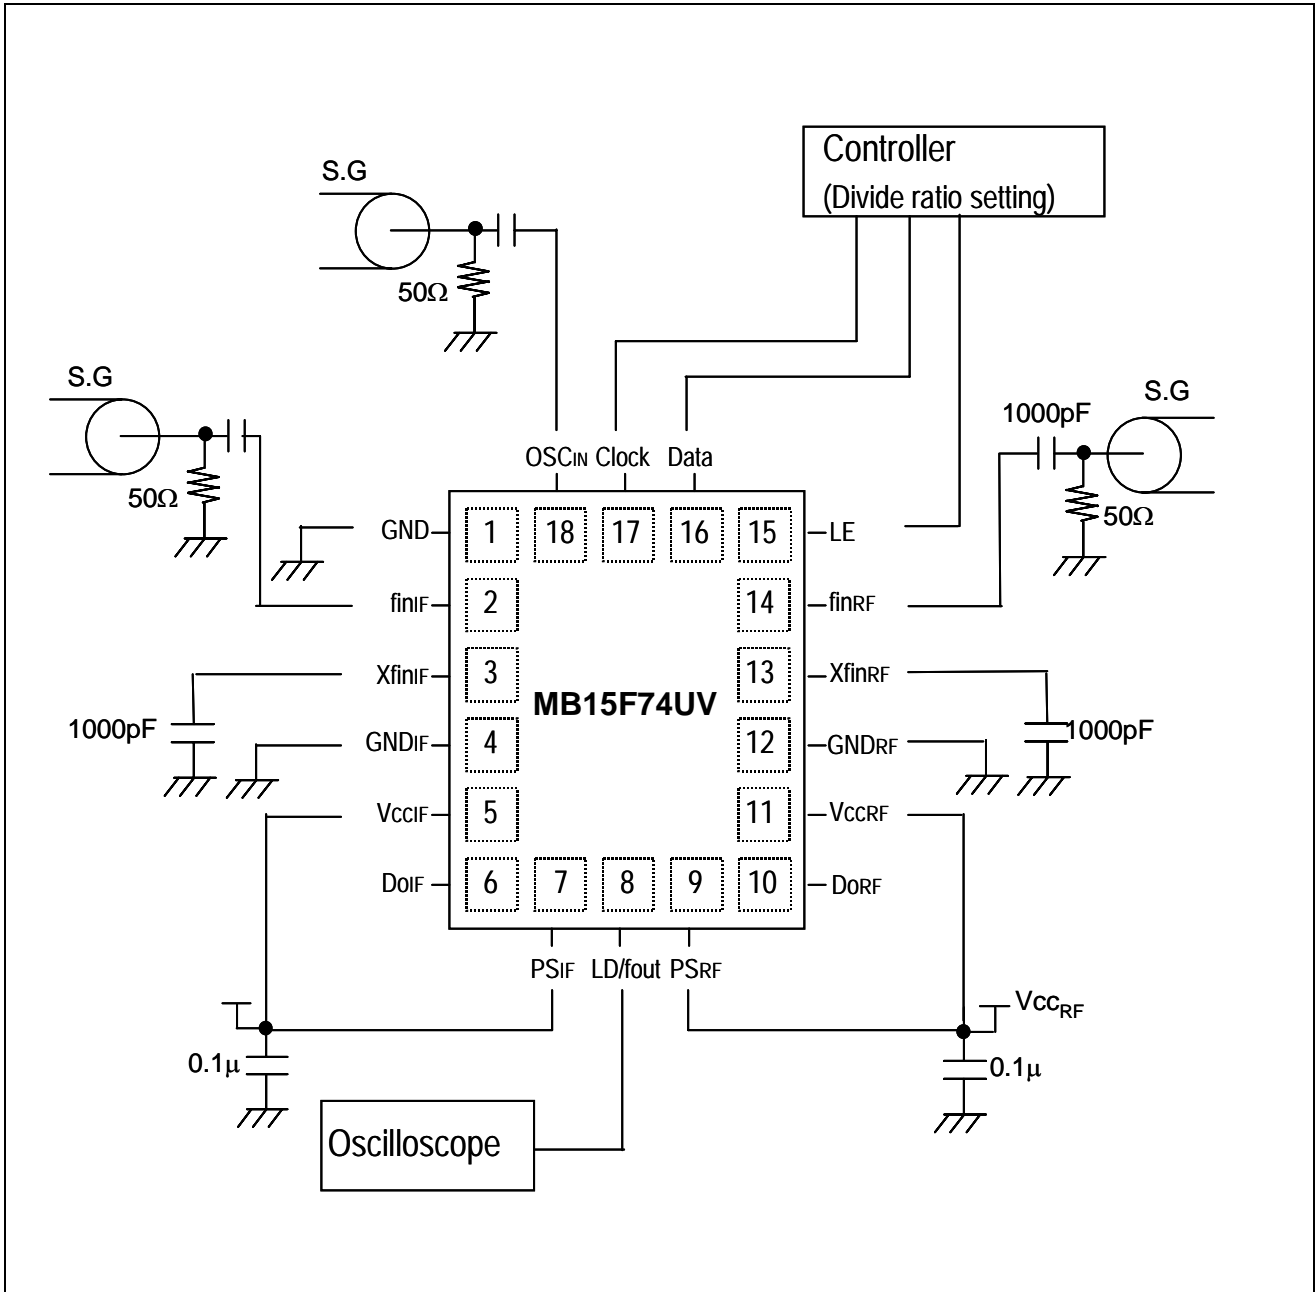 Controller
(Divide ratio setting)
S.G
50Ω
S.G
50Ω
1000pF
S.G
50Ω
OSCIN Clock Data
GND 1 18 17 16 15 LE
finIF 2 14 finRF
XfinIF 3 13 XfinRF
MB15F74UV
1000pF
1000pF
GNDIF 4 12 GNDRF
VccIF 5 11 VccRF
DoIF 6 7 8 9 10 DoRF
PSIF LD/fout PSRF
VccRF
0.1μ
0.1μ
Oscilloscope